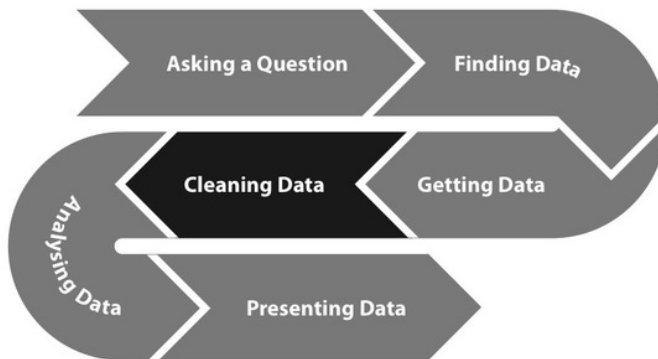 Asking a Question
Finding Data
Getting Data
Cleaning Data
Analysing Data
Presenting Data